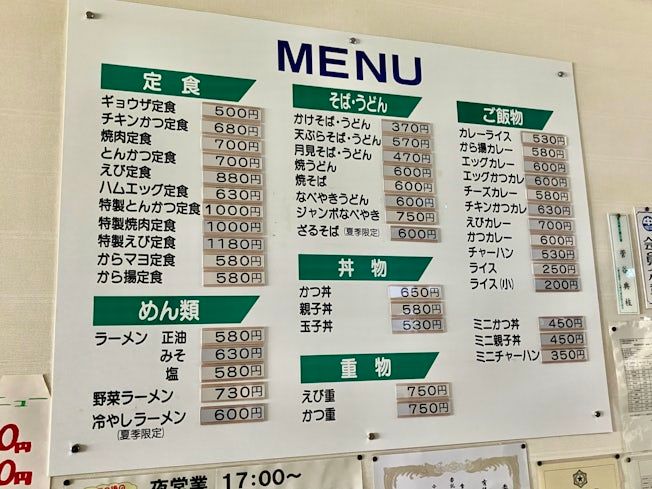 MENU
定食
ギョウザ定食 500円
チキンかつ定食 680円
焼肉定食 700円
とんかつ定食 700円
えび定食 880円
ハムエッグ定食 630円
特製とんかつ定食 1000円
特製焼肉定食 1000円
特製えび定食 1180円
からマヨ定食 580円
から揚定食 580円
めん類
ラーメン 正油 580円
みそ 630円
塩 580円
野菜ラーメン 730円
冷やしラーメン 600円
(夏季限定)
そば・うどん
かけそば・うどん 370円
天ぷらそば・うどん 570円
月見そば・うどん 470円
焼うどん 600円
焼そば 600円
なべやきうどん 600円
ジャンボなべやき 750円
ざるそば(夏季限定) 600円
丼物
かつ丼 650円
親子丼 580円
玉子丼 530円
重物
えび重 750円
かつ重 750円
ご飯物
カレーライス 530円
から揚カレー 580円
エッグカレー 600円
エッグかつカレ 600円
チーズカレー 580円
チキンかつカレ 630円
えびカレー 700円
かつカレー 600円
チャーハン 530円
ライス 250円
ライス(小) 200円
ミニかつ丼 450円
ミニ親子丼 450円
ミニチャーハン 350円
0円
0円
夜営業 17:00〜